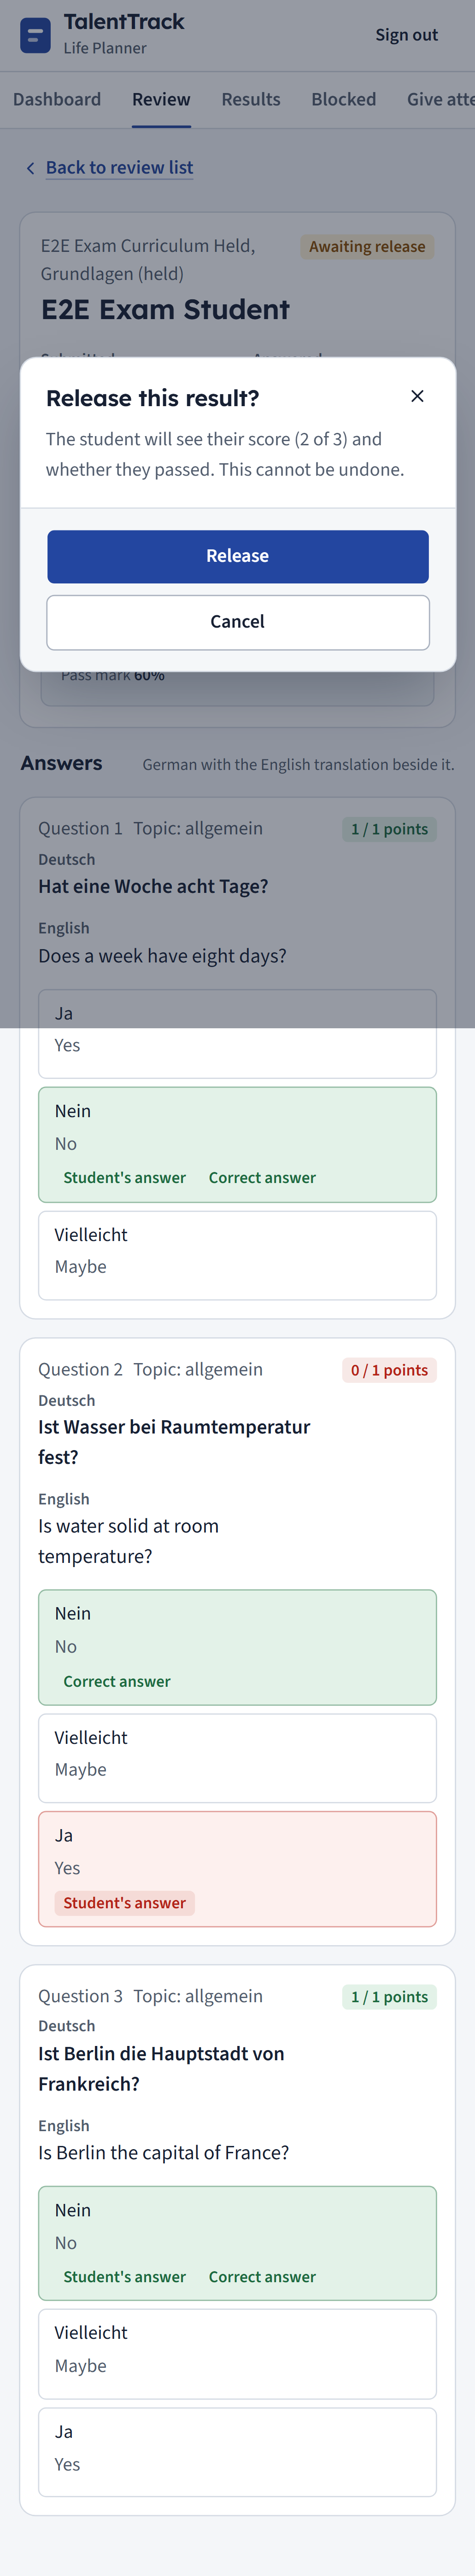 TalentTrack
Life Planner
Sign out
Dashboard Review Results Blocked Give atte
Back to review list
E2E Exam Curriculum Held,
Grundlagen (held)
Awaiting release
E2E Exam Student
Release this result?
The student will see their score (2 of 3) and
whether they passed. This cannot be undone.
Release
Cancel
Pass mark 60%
Answers
German with the English translation beside it.
Question 1 Topic: allgemein
1 / 1 points
Deutsch
Hat eine Woche acht Tage?
English
Does a week have eight days?
Ja
Yes
Nein
No
Student's answer Correct answer
Vielleicht
Maybe
Question 2 Topic: allgemein
0 / 1 points
Deutsch
Ist Wasser bei Raumtemperatur
fest?
English
Is water solid at room
temperature?
Nein
No
Correct answer
Vielleicht
Maybe
Ja
Yes
Student's answer
Question 3 Topic: allgemein
1 / 1 points
Deutsch
Ist Berlin die Hauptstadt von
Frankreich?
English
Is Berlin the capital of France?
Nein
No
Student's answer Correct answer
Vielleicht
Maybe
Ja
Yes